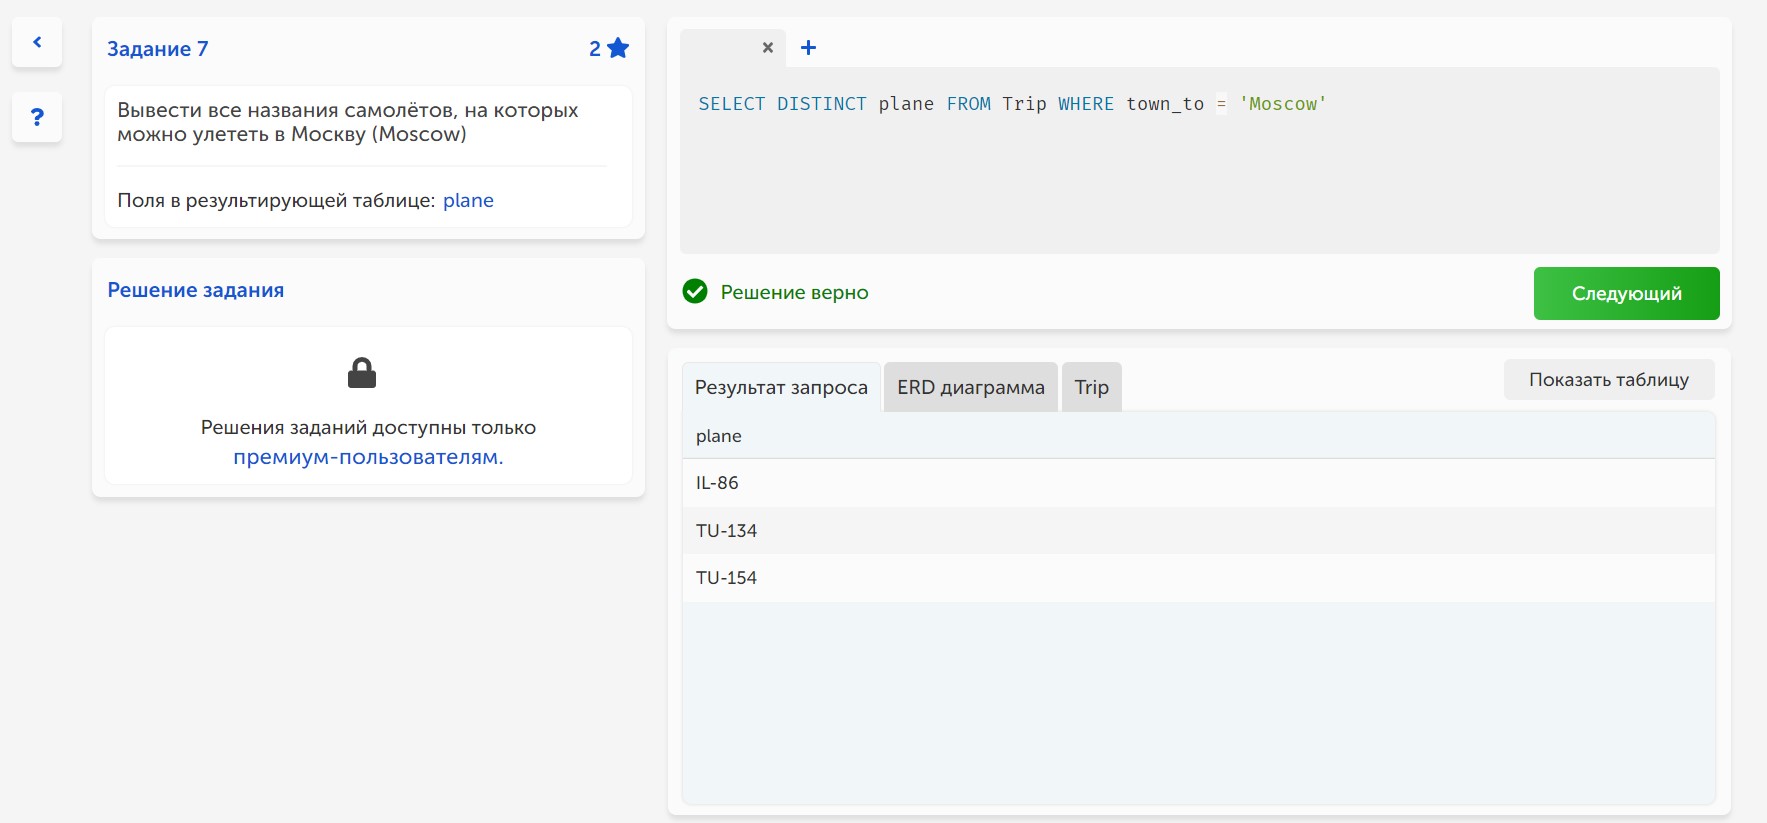 Задание 7
2
Вывести все названия самолётов, на которых
можно улететь в Москву (Moscow)
Поля в результирующей таблице: plane
Решение задания
Решения заданий доступны только
премиум-пользователям.
SELECT DISTINCT plane FROM Trip WHERE town_to = 'Moscow'
Решение верно
Следующий
Результат запроса
ERD диаграмма
Trip
Показать таблицу
plane
IL-86
TU-134
TU-154